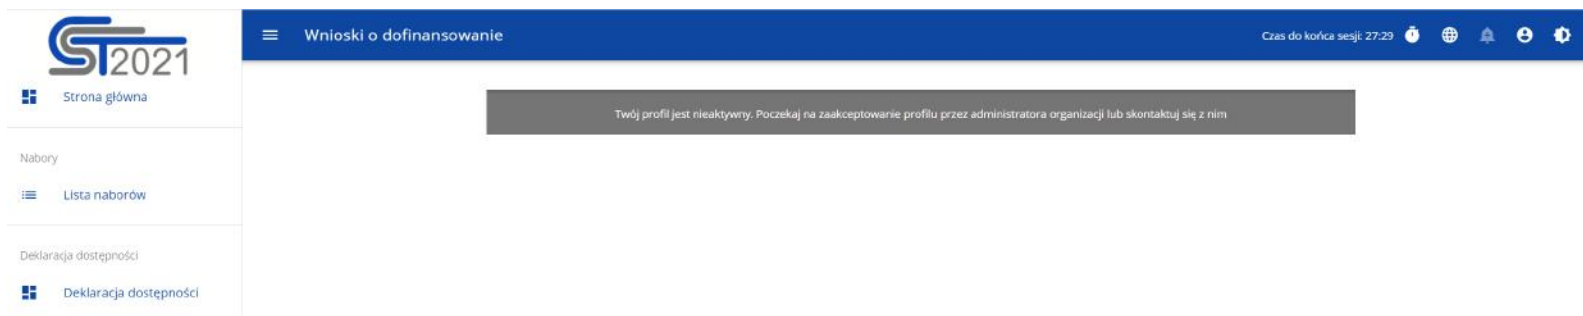 CST2021
Wnioski o dofinansowanie
Czas do końca sesji: 27:29
Strona główna
Twój profil jest nieaktywny. Poczekaj na zaakceptowanie profilu przez administratora organizacji lub skontaktuj się z nim
Nabory
Lista naborów
Deklaracja dostępności
Deklaracja dostępności